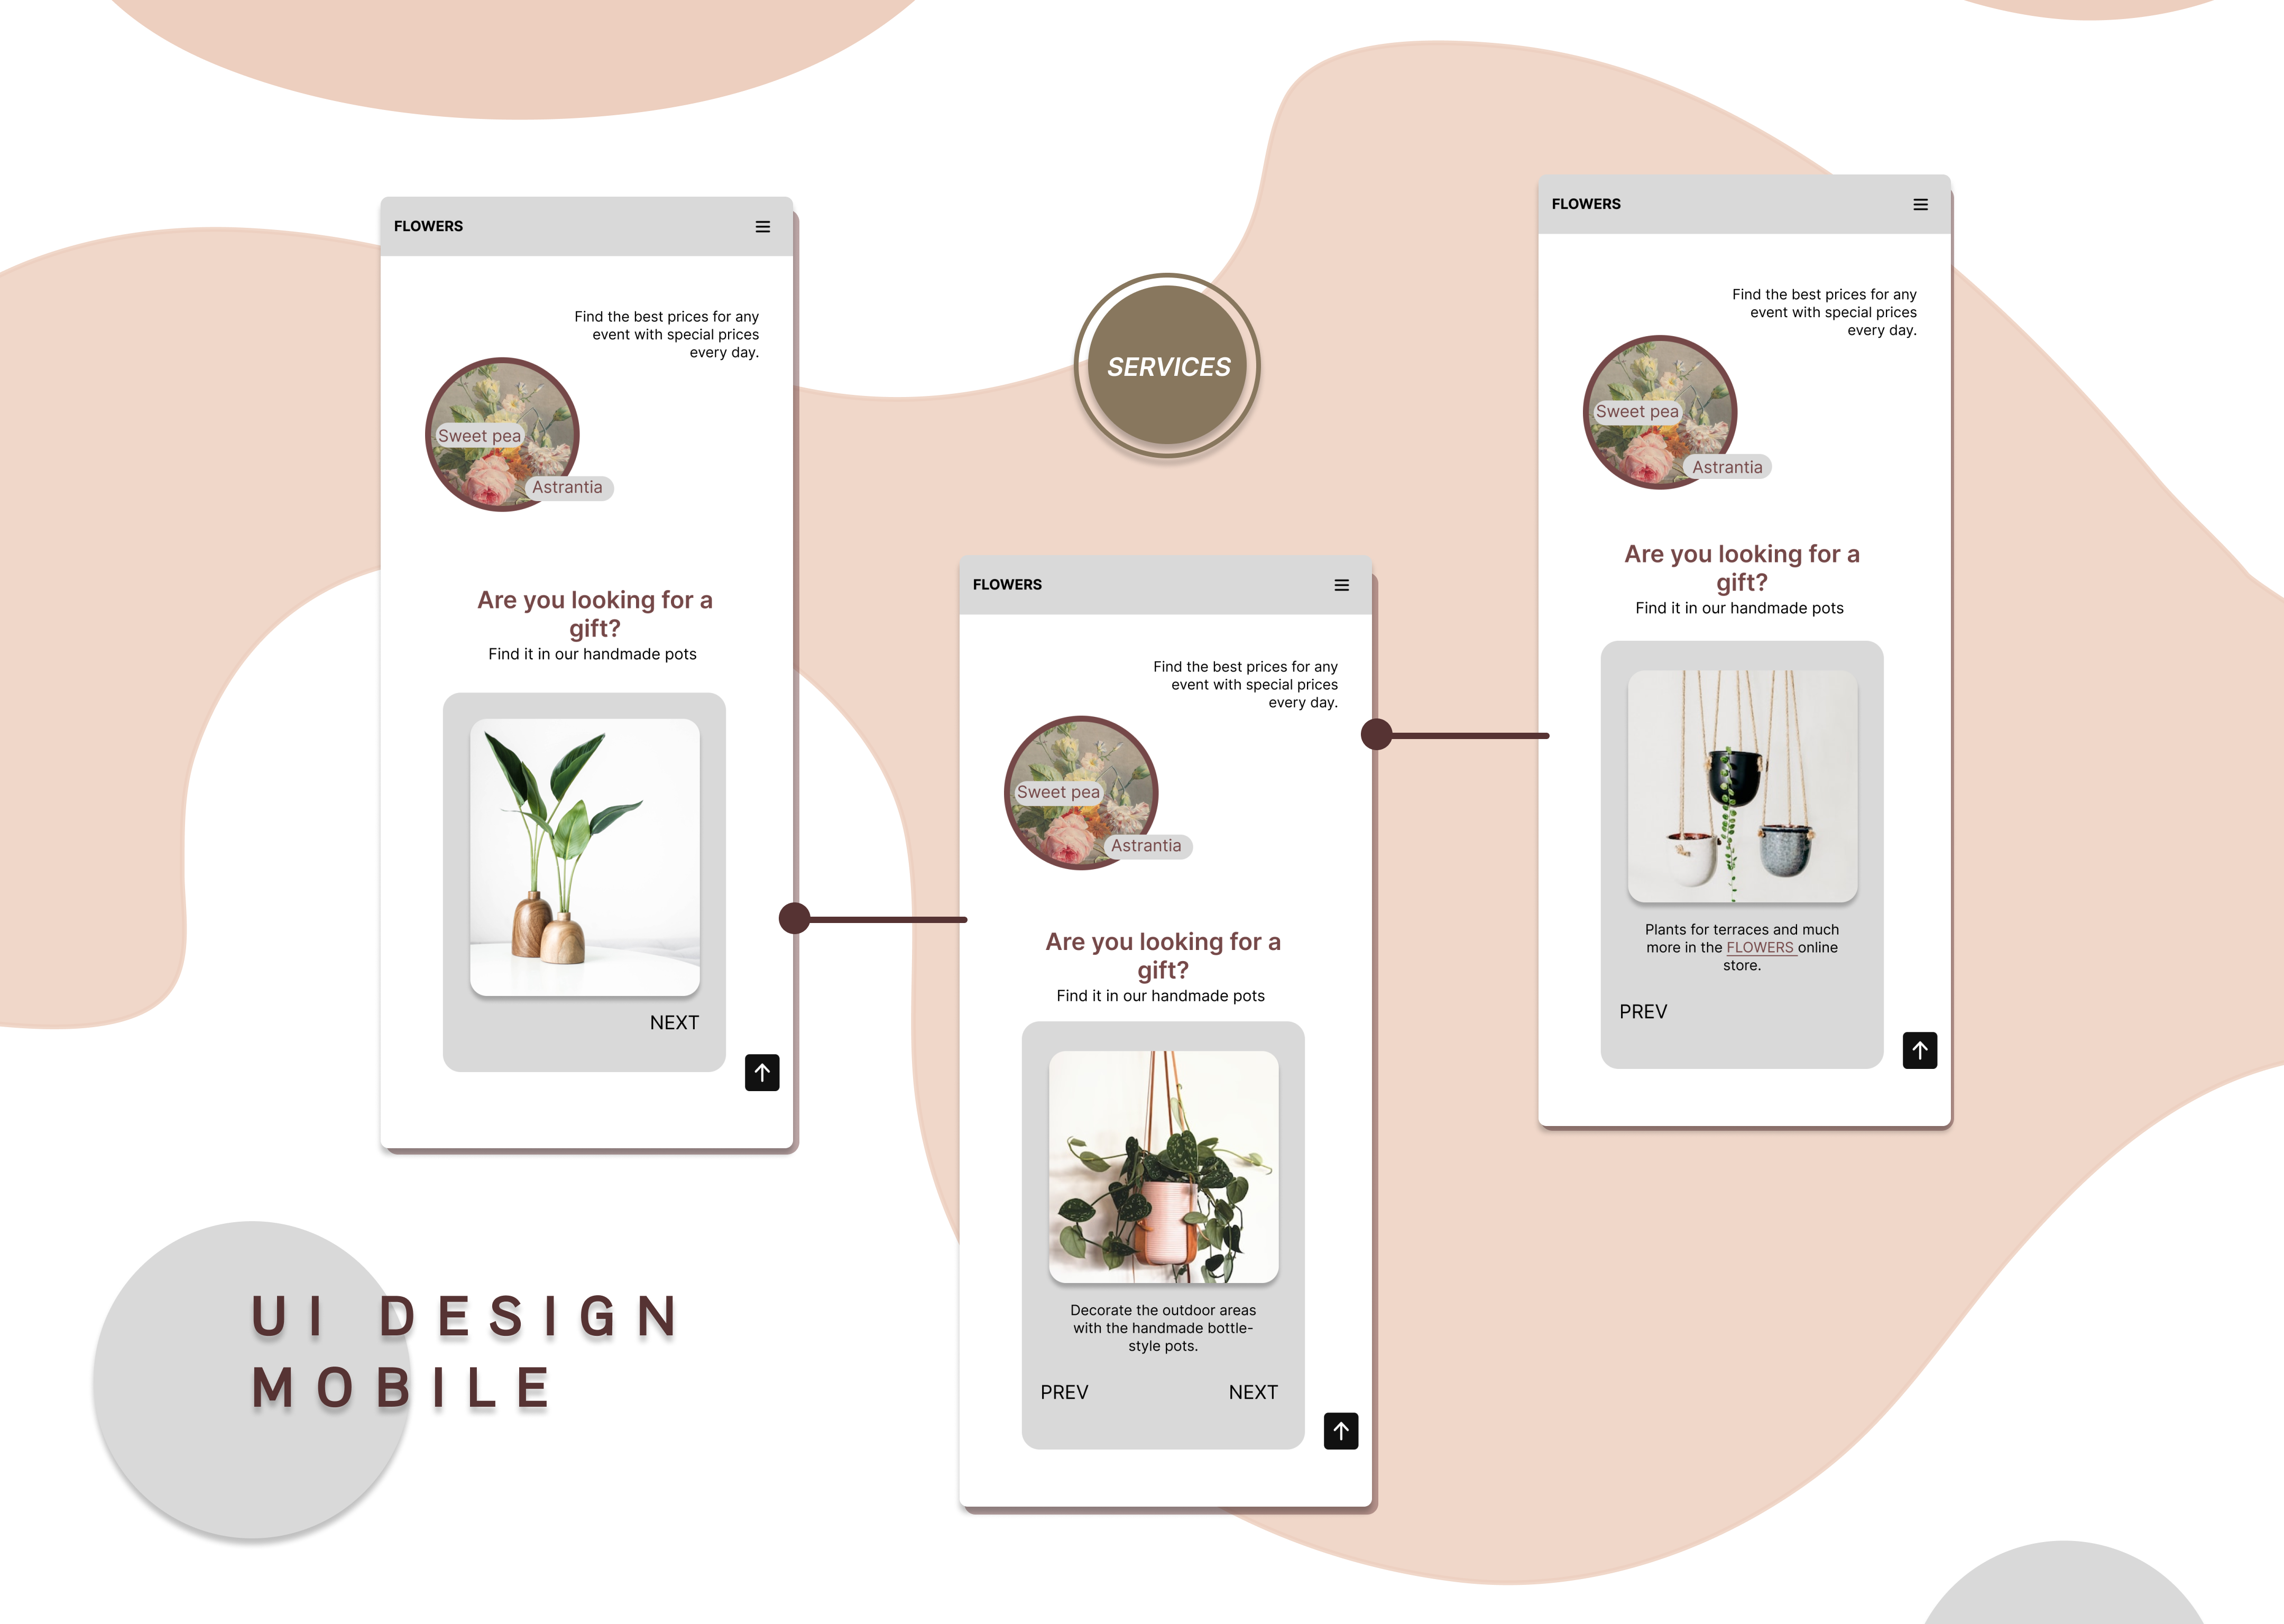 FLOWERS
Find the best prices for any
event with special prices
every day.
Sweet pea
Astrantia
Are you looking for a
gift?
Find it in our handmade pots
NEXT
SERVICES
FLOWERS
Find the best prices for any
event with special prices
every day.
Sweet pea
Astrantia
Are you looking for a
gift?
Find it in our handmade pots
Decorate the outdoor areas
with the handmade bottle-
style pots.
PREV NEXT
FLOWERS
Find the best prices for any
event with special prices
every day.
Sweet pea
Astrantia
Are you looking for a
gift?
Find it in our handmade pots
Plants for terraces and much
more in the FLOWERS online
store.
PREV
UI DESIGN
MOBILE